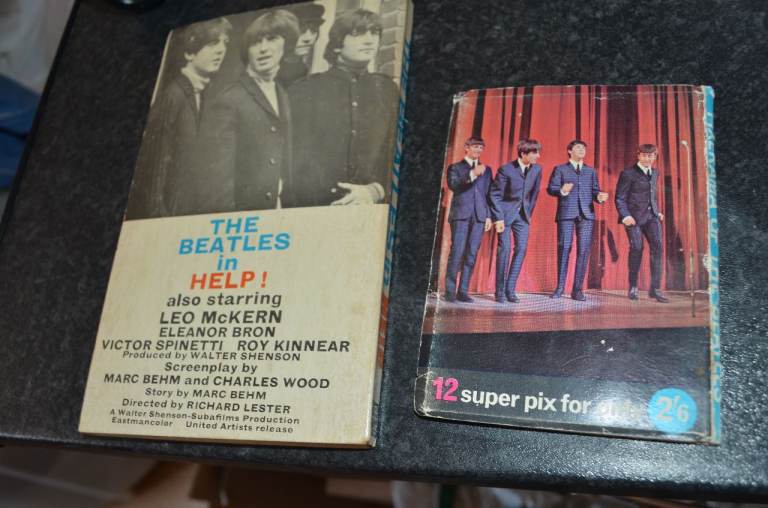 THE
BEATLES
in
HELP!
also starring
LEO McKERN
ELEANOR BRON
VICTOR SPINETTI ROY KINNEAR
Produced by WALTER SHENSON
Screenplay by
MARC BEHM and CHARLES WOOD
Story by MARC BEHM
Directed by RICHARD LESTER
A Walter Shenson-Subafilms Production
Eastmancolor United Artists release
12 super pix for
2'6